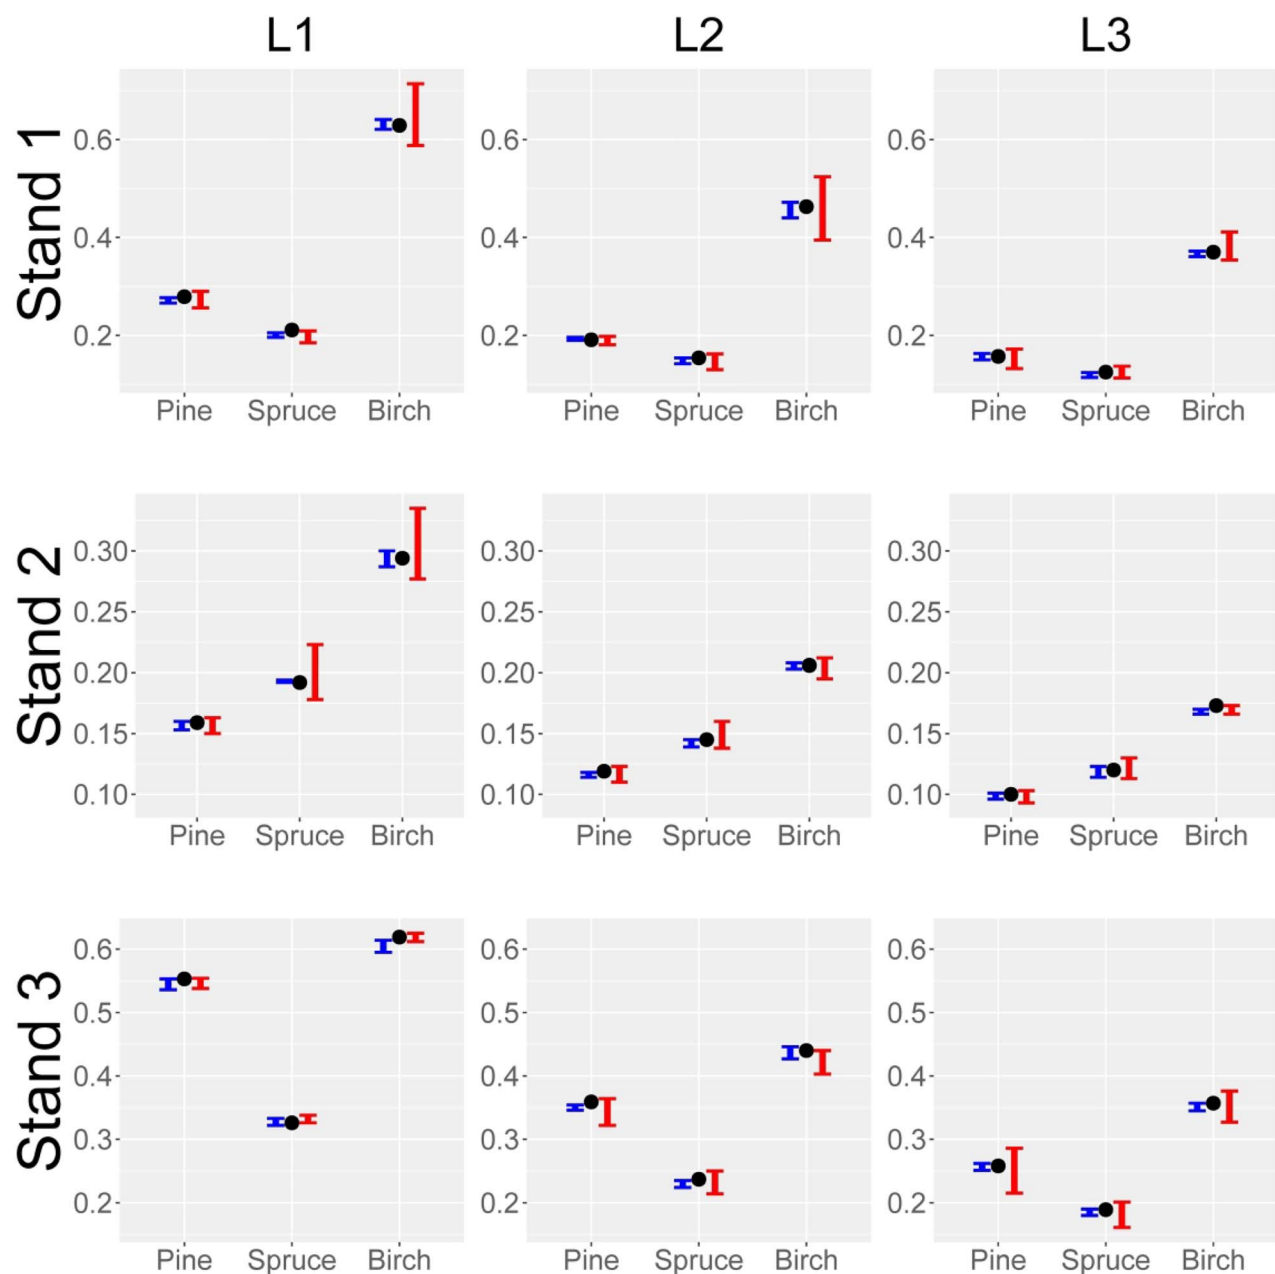 L1 L2 L3
Stand 1
0.6 0.6 0.6
0.4 0.4 0.4
0.2 0.2 0.2
Pine Spruce Birch Pine Spruce Birch Pine Spruce Birch
Stand 2
0.30 0.30 0.30
0.25 0.25 0.25
0.20 0.20 0.20
0.15 0.15 0.15
0.10 0.10 0.10
Pine Spruce Birch Pine Spruce Birch Pine Spruce Birch
Stand 3
0.6 0.6 0.6
0.5 0.5 0.5
0.4 0.4 0.4
0.3 0.3 0.3
0.2 0.2 0.2
Pine Spruce Birch Pine Spruce Birch Pine Spruce Birch